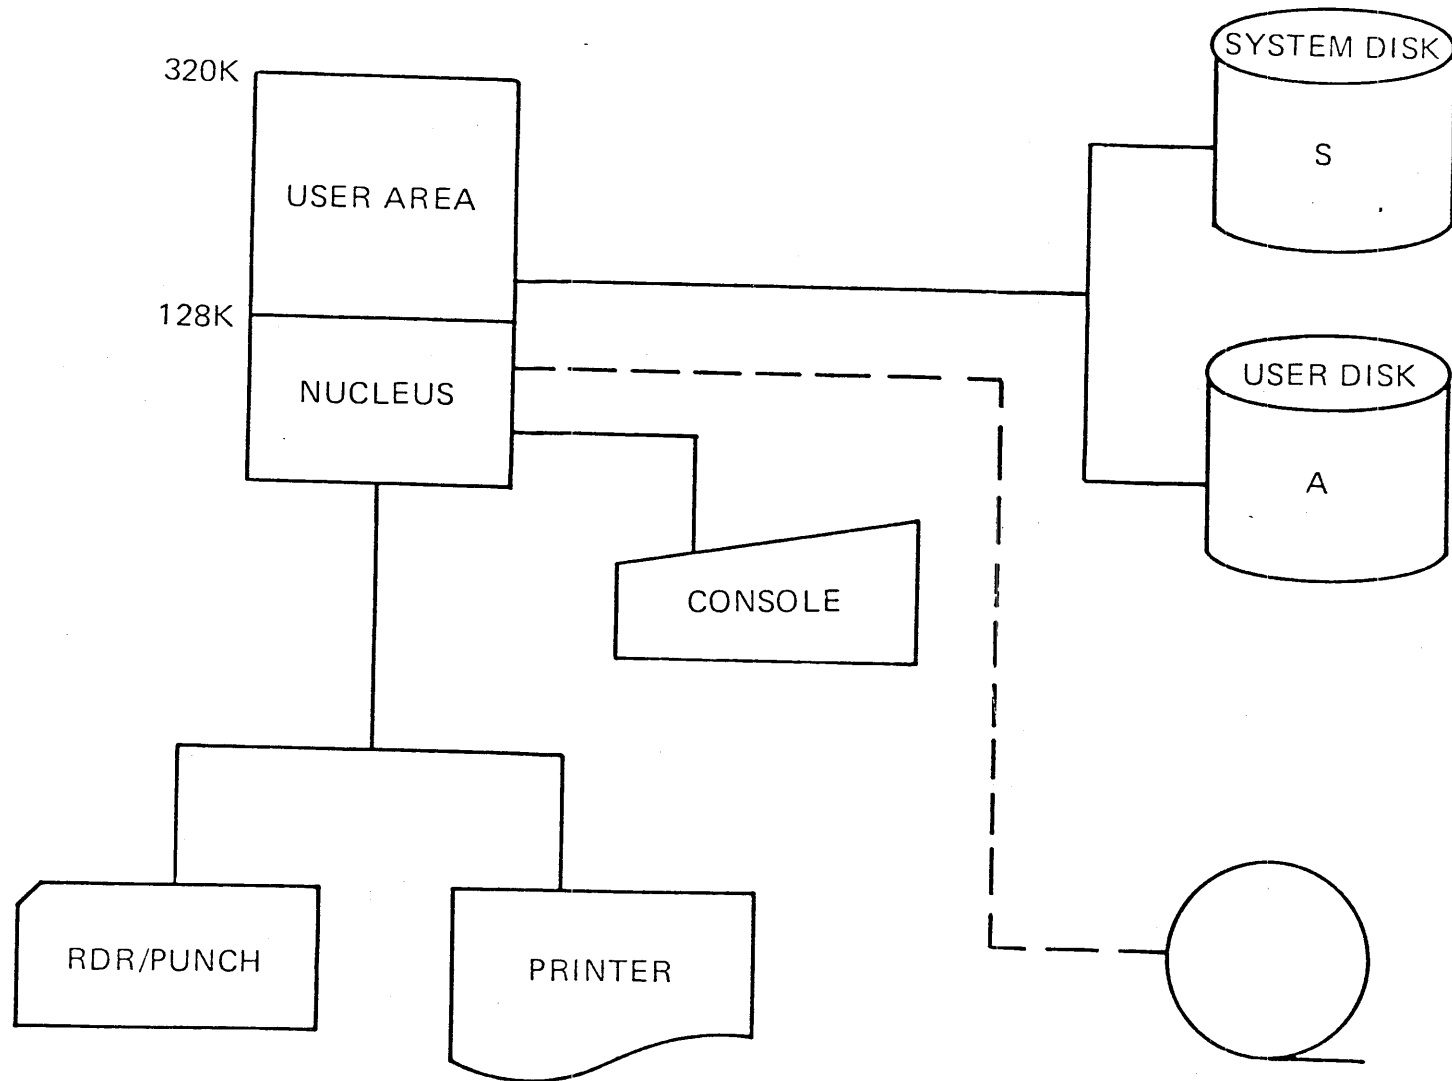 SYSTEM DISK
320K
S
USER AREA
128K
USER DISK
NUCLEUS
A
CONSOLE
RDR/PUNCH
PRINTER